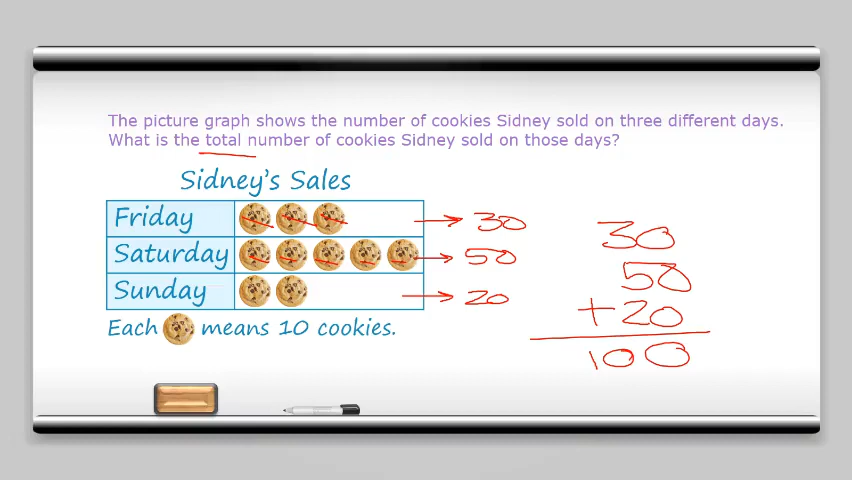 The picture graph shows the number of cookies Sidney sold on three different days.
What is the total number of cookies Sidney sold on those days?
Sidney's Sales
Friday → 30
Saturday → 50
Sunday → 20
Each means 10 cookies.
30
50
+20
100